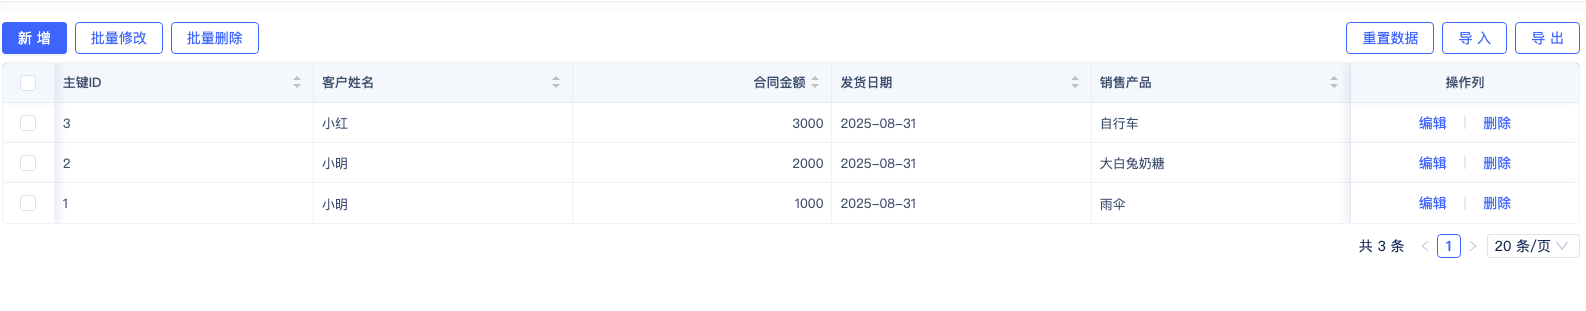 新 增 批量修改 批量删除 重置数据 导 入 导 出
主键ID 客户姓名 合同金额 发货日期 销售产品 操作列
3 小红 3000 2025-08-31 自行车 编辑 删除
2 小明 2000 2025-08-31 大白兔奶糖 编辑 删除
1 小明 1000 2025-08-31 雨伞 编辑 删除
共 3 条 1 20 条/页